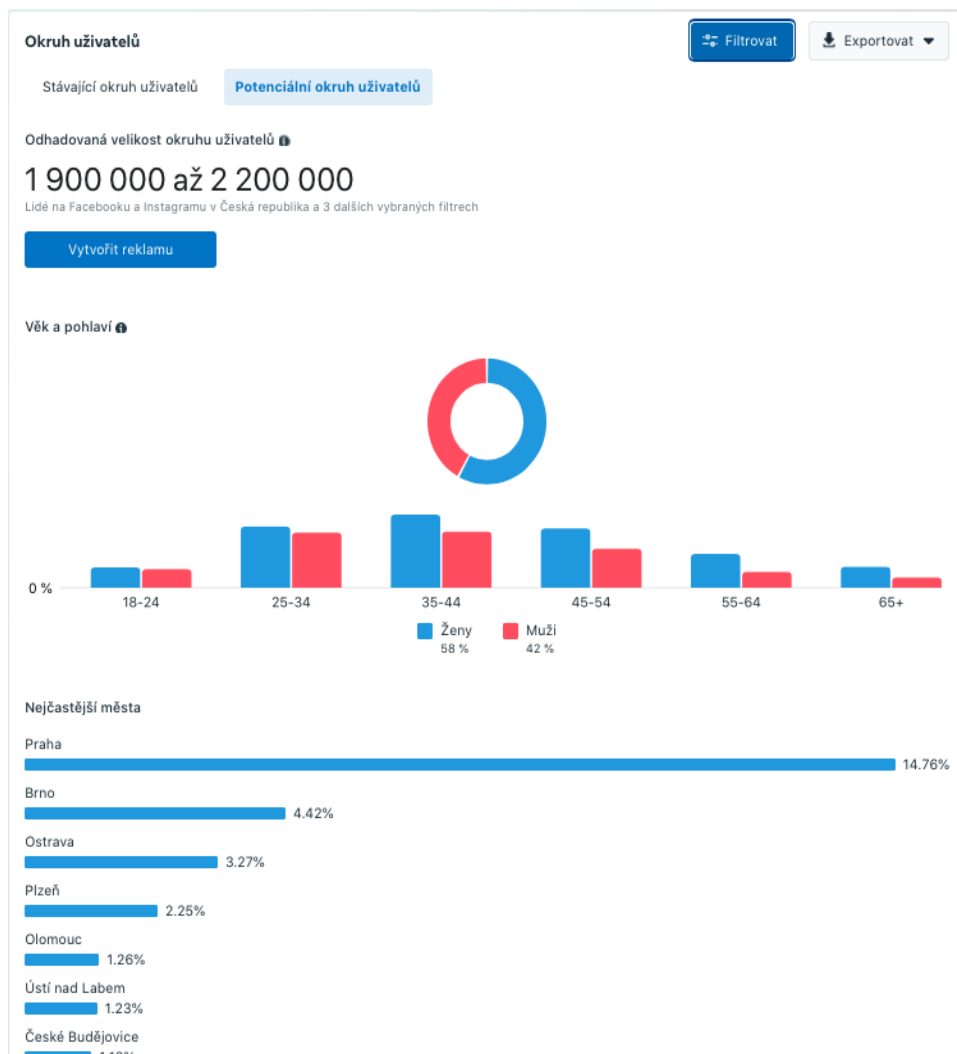 Okruh uživatelů
Filtrovat
Exportovat
Stávající okruh uživatelů
Potenciální okruh uživatelů
Odhadovaná velikost okruhu uživatelů
1 900 000 až 2 200 000
Lidé na Facebooku a Instagramu v Česká republika a 3 dalších vybraných filtrech
Vytvořit reklamu
Věk a pohlaví
0 %
18-24 25-34 35-44 45-54 55-64 65+
Ženy Muži
58 % 42 %
Nejčastější města
Praha
14.76%
Brno
4.42%
Ostrava
3.27%
Plzeň
2.25%
Olomouc
1.26%
Ústí nad Labem
1.23%
České Budějovice